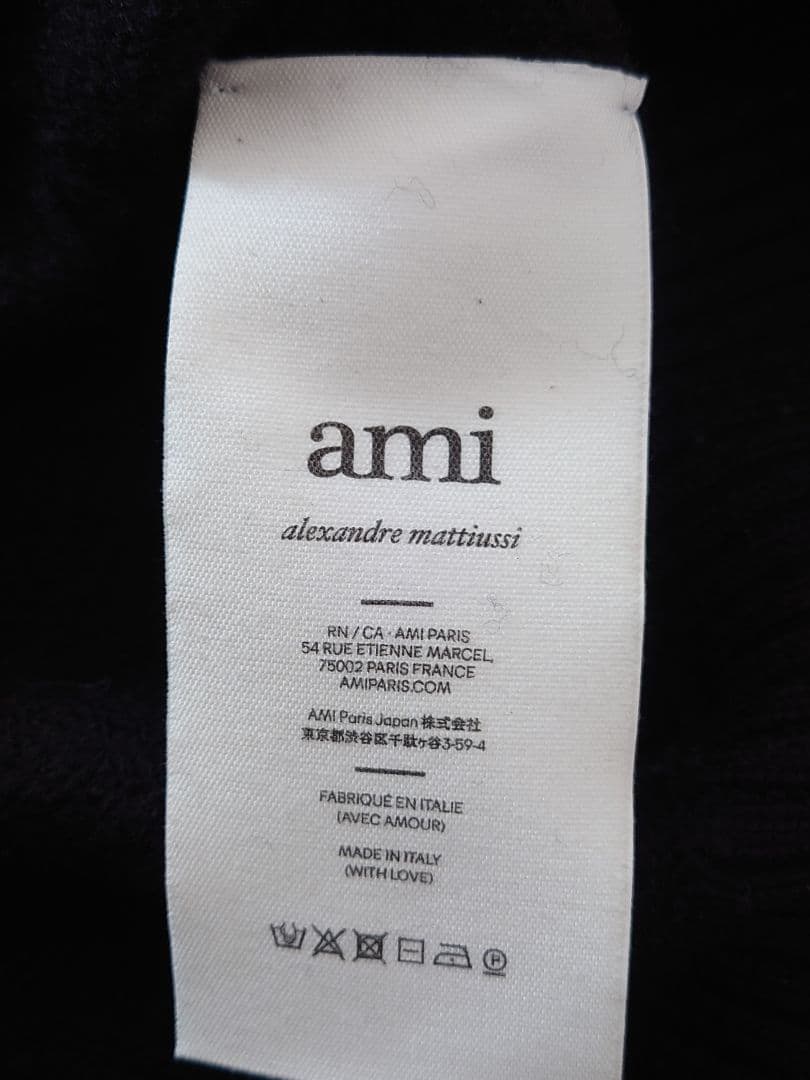 ami
alexandre mattiussi
RN / CA - AMI PARIS
54 RUE ETIENNE MARCEL,
75002 PARIS FRANCE
AMIPARIS.COM
AMI Paris Japan 株式会社
東京都渋谷区千駄ヶ谷3-59-4
FABRIQUÉ EN ITALIE
(AVEC AMOUR)
MADE IN ITALY
(WITH LOVE)
P